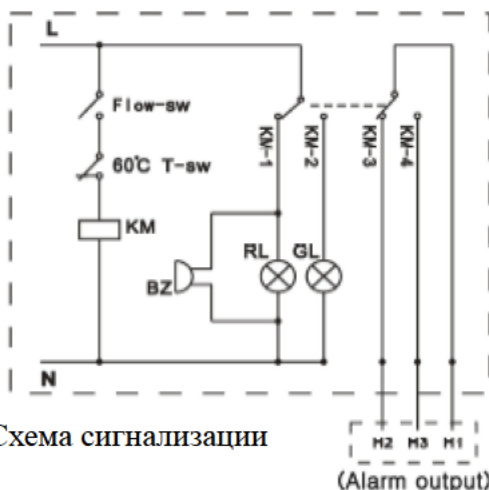 L
Flow-sw
60℃ T-sw
KM
KM-1
KM-2
KM-3
KM-4
RL
GL
BZ
N
Схема сигнализации
M2 M3 M1
(Alarm output)